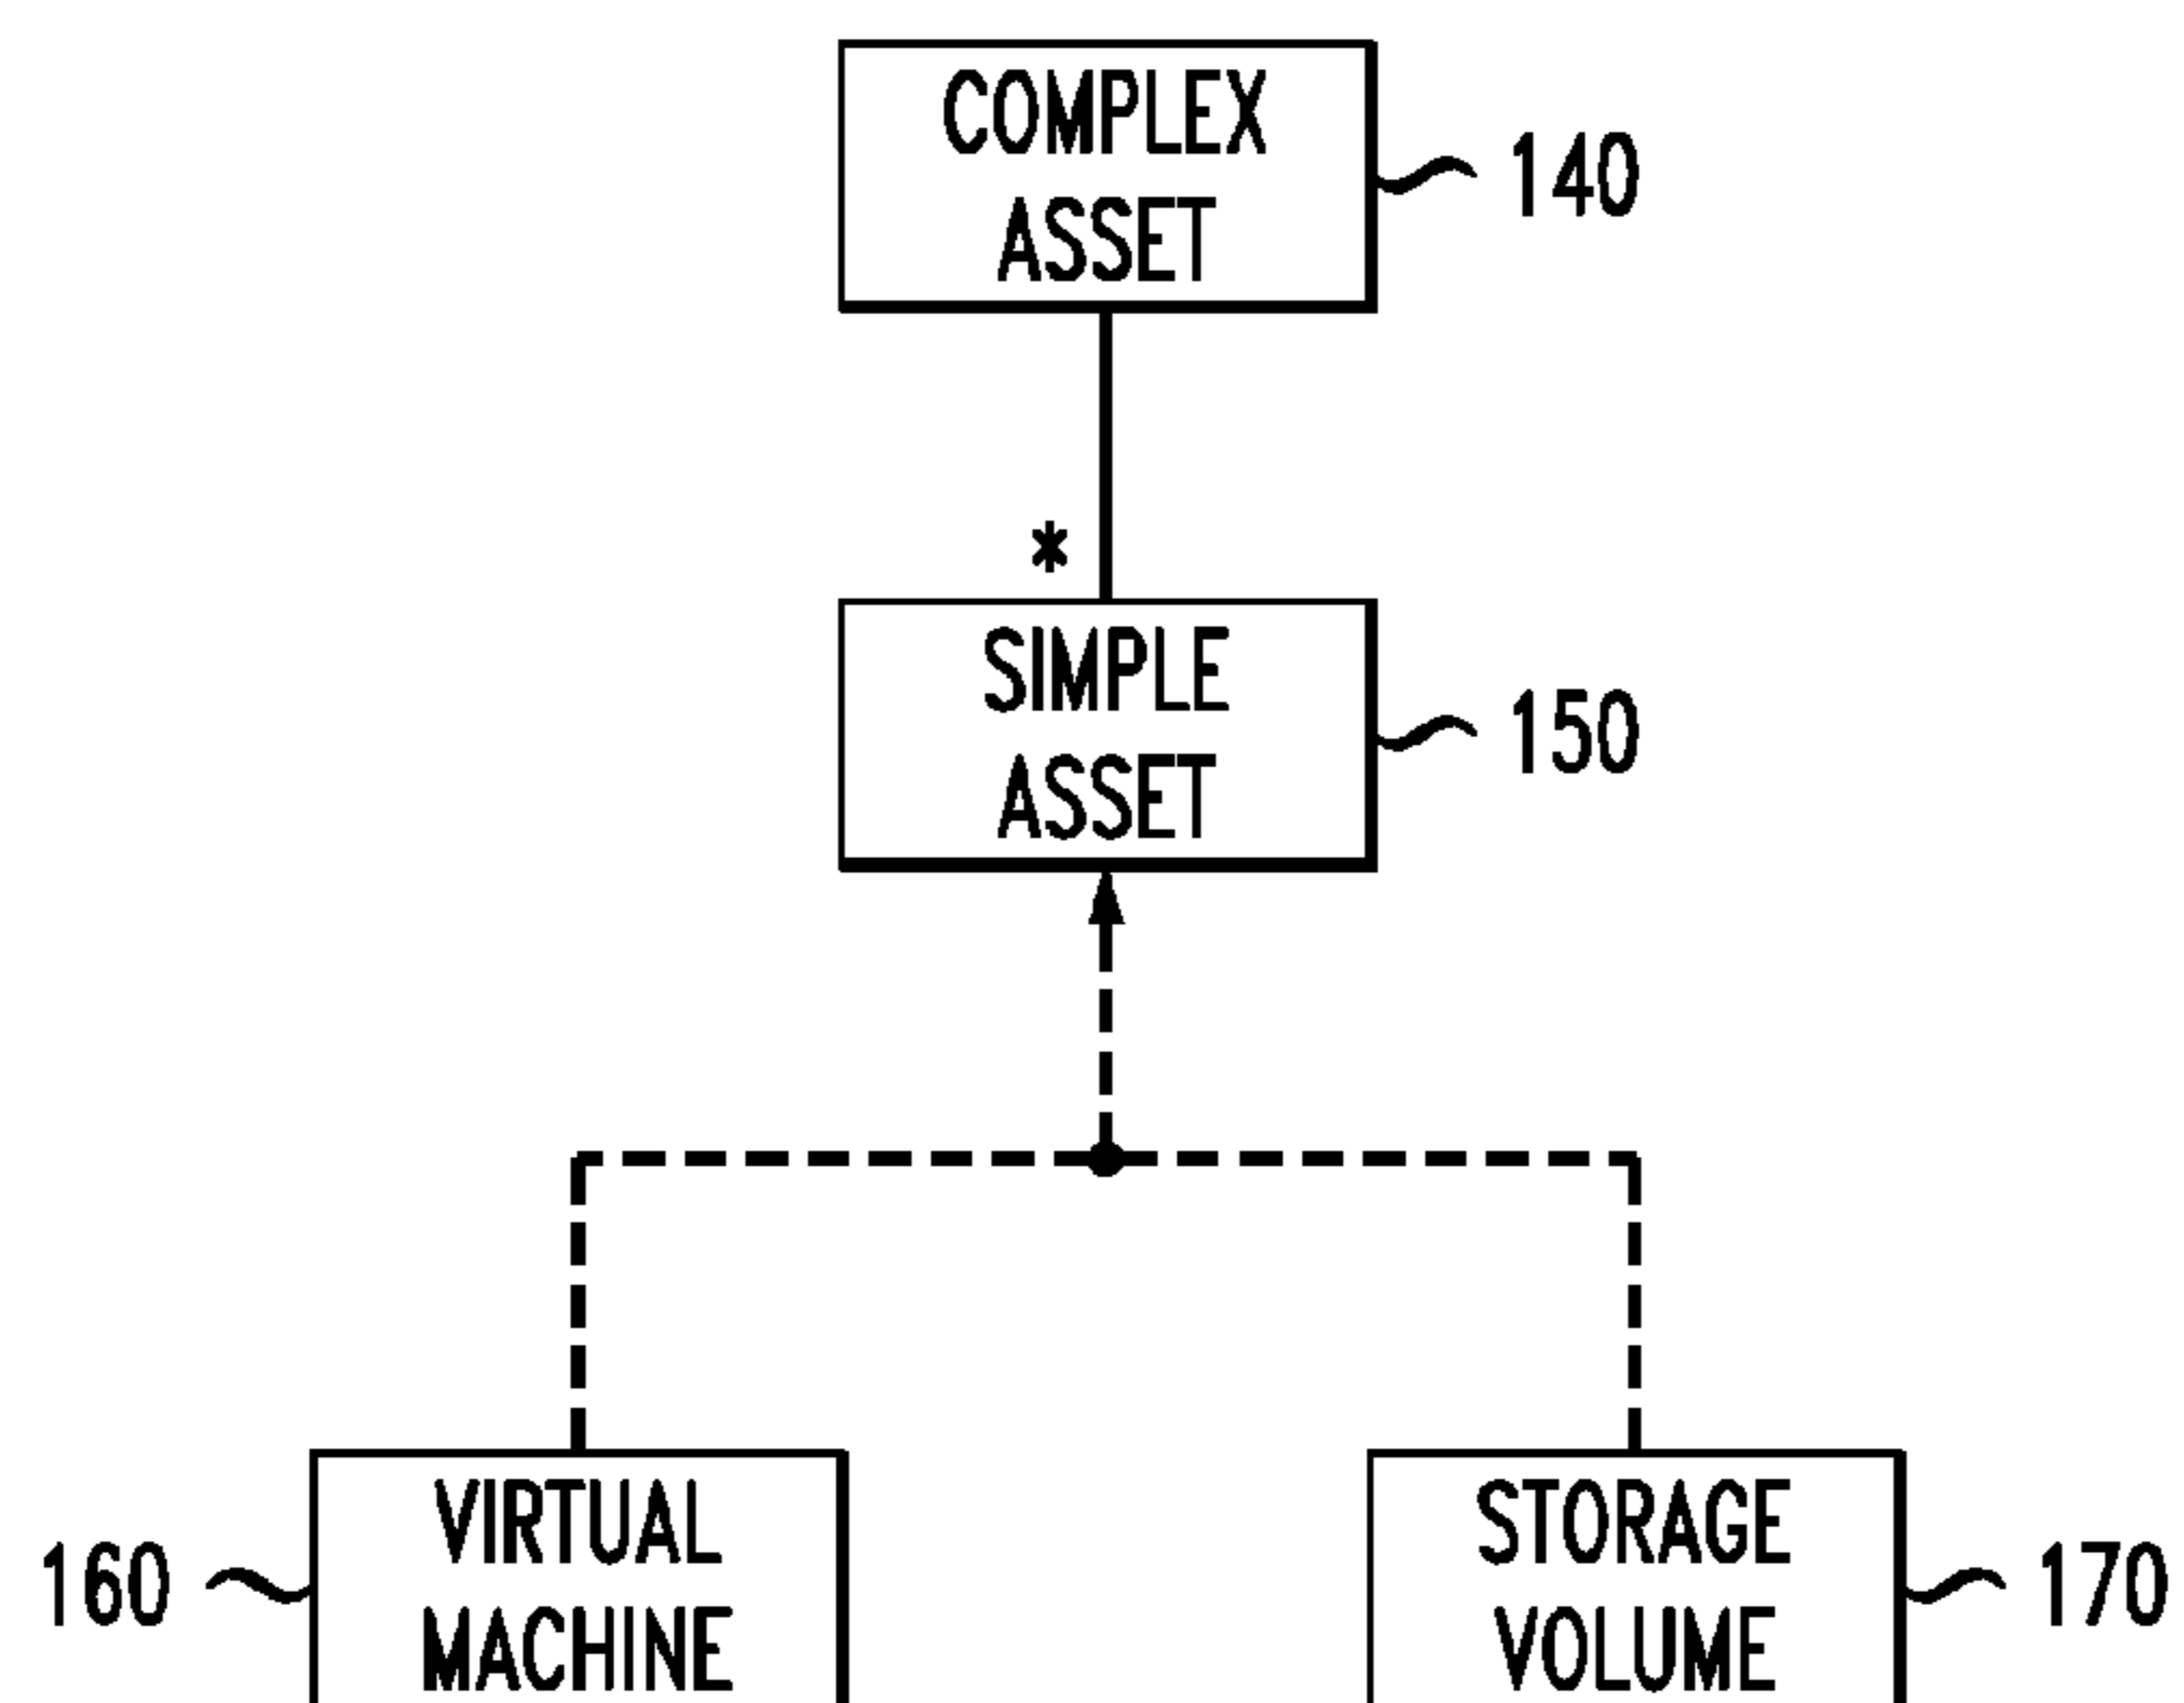 COMPLEX
ASSET
140
*
SIMPLE
ASSET
150
VIRTUAL
MACHINE
160
STORAGE
VOLUME
170